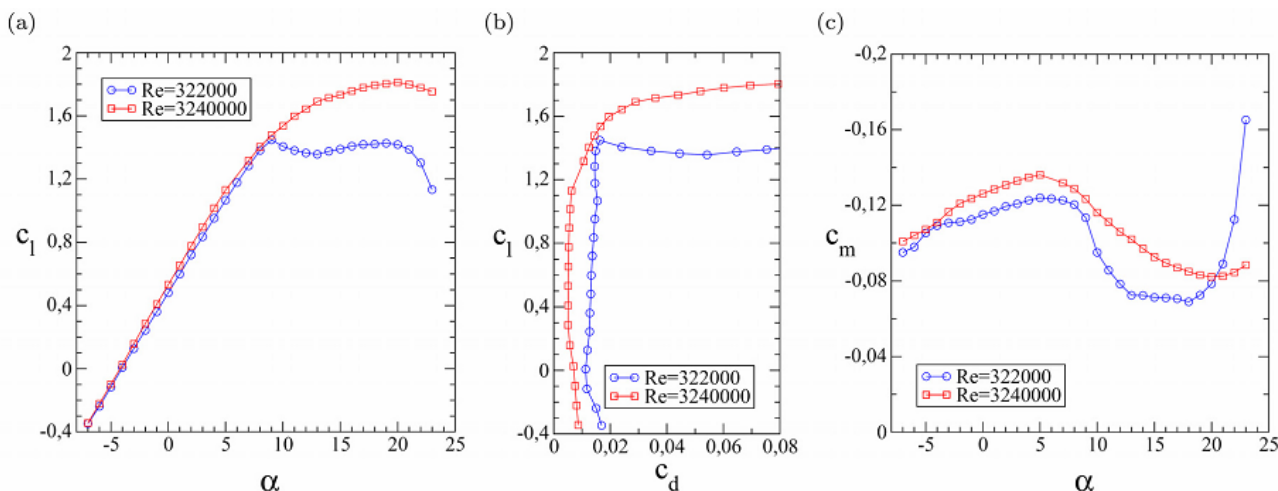 (a)
2
1.6
1.2
0.8
0.4
0
-0.4
c_l
Re=322000
Re=3240000
-5 0 5 10 15 20 25
α
(b)
2
1.6
1.2
0.8
0.4
0
-0.4
c_l
Re=322000
Re=3240000
0 0,02 0,04 0,06 0,08
c_d
(c)
-0,2
-0,16
-0,12
-0,08
-0,04
0
c_m
Re=322000
Re=3240000
-5 0 5 10 15 20 25
α